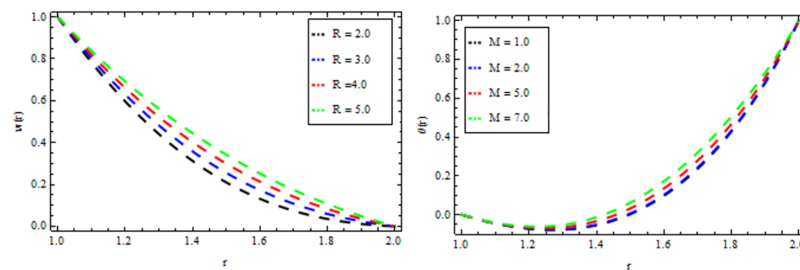 1.0
0.8
0.6
0.4
0.2
0.0
w(r)
1.0 1.2 1.4 1.6 1.8 2.0
r
R = 2.0
R = 3.0
R =4.0
R = 5.0
1.0
0.8
0.6
0.4
0.2
0.0
θ(r)
1.0 1.2 1.4 1.6 1.8 2.0
r
M = 1.0
M = 2.0
M = 5.0
M = 7.0